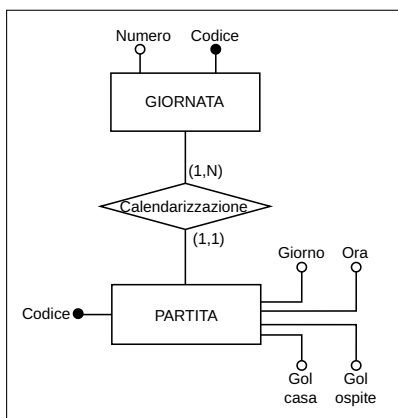 Numero Codice
GIORNATA
(1,N)
Calendarizzazione
(1,1)
Giorno Ora
Codice
PARTITA
Gol Gol
casa ospite